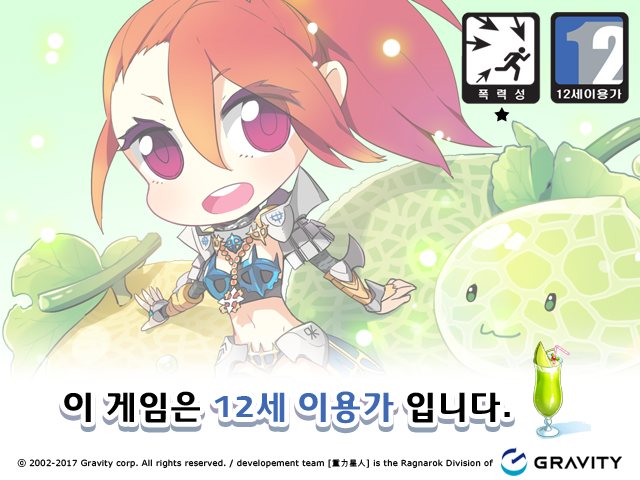 폭 력 성
12
12세이용가
이 게임은 12세 이용가 입니다.
ⓒ 2002-2017 Gravity corp. All rights reserved. / developement team [重力星人] is the Ragnarok Division of GRAVITY